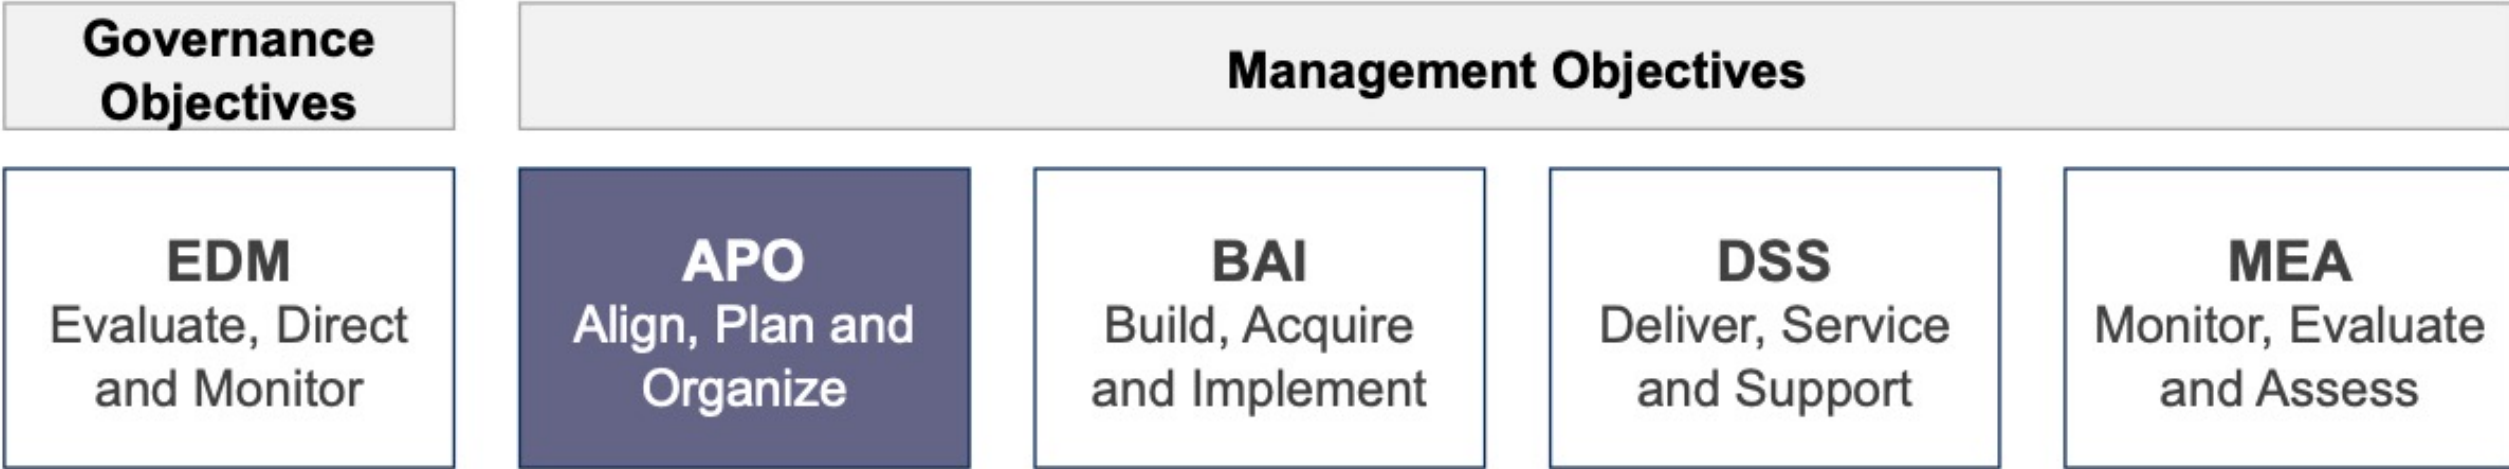 Governance
Objectives
Management Objectives
EDM
Evaluate, Direct
and Monitor
APO
Align, Plan and
Organize
BAI
Build, Acquire
and Implement
DSS
Deliver, Service
and Support
MEA
Monitor, Evaluate
and Assess